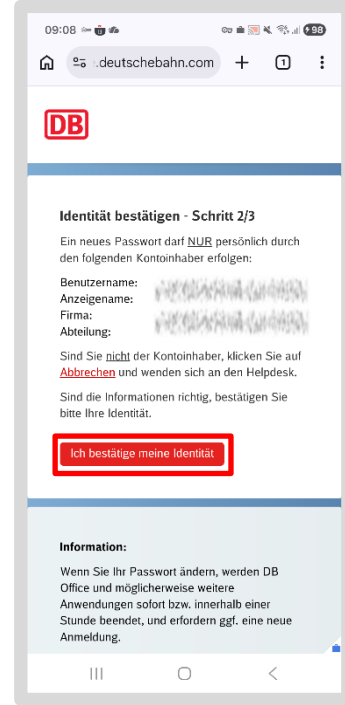 09:08
98
.deutschebahn.com
1
DB
Identität bestätigen - Schritt 2/3
Ein neues Passwort darf NUR persönlich durch
den folgenden Kontoinhaber erfolgen:
Benutzername:
Anzeigename:
Firma:
Abteilung:
Sind Sie nicht der Kontoinhaber, klicken Sie auf
Abbrechen und wenden sich an den Helpdesk.
Sind die Informationen richtig, bestätigen Sie
bitte Ihre Identität.
Ich bestätige meine Identität
Information:
Wenn Sie Ihr Passwort ändern, werden DB
Office und möglicherweise weitere
Anwendungen sofort bzw. innerhalb einer
Stunde beendet, und erfordern ggf. eine neue
Anmeldung.